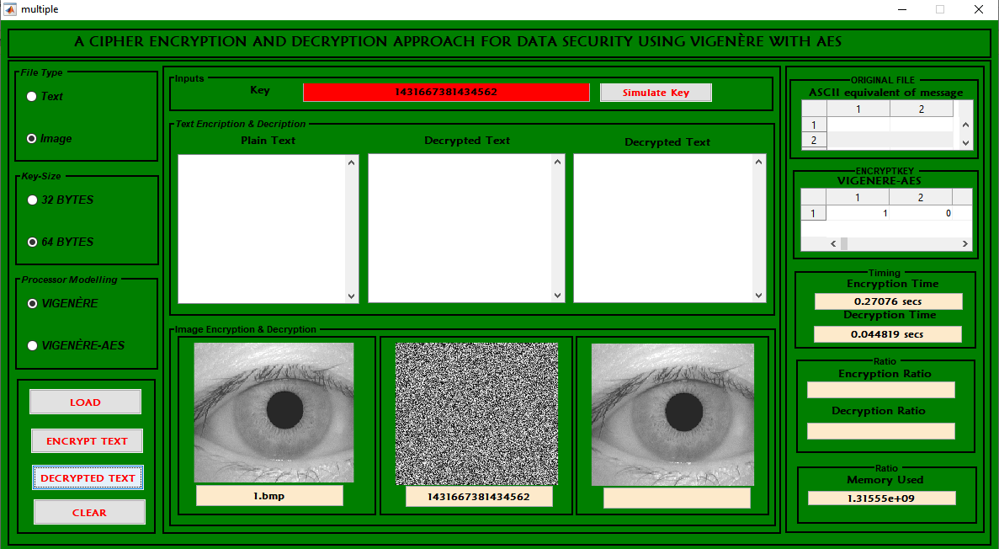 multiple
A CIPHER ENCRYPTION AND DECRYPTION APPROACH FOR DATA SECURITY USING VIGENÈRE WITH AES
File Type
Text
Image
Key-Size
32 BYTES
64 BYTES
Processor Modelling
VIGENÈRE
VIGENÈRE-AES
LOAD
ENCRYPT TEXT
DECRYPTED TEXT
CLEAR
Inputs
Key
1431667381434562
Simulate Key
Text Encription & Decription
Plain Text
Decrypted Text
Decrypted Text
Image Encryption & Decryption
1.bmp
1431667381434562
ORIGINAL FILE
ASCII equivalent of message
1 2
1
2
ENCRYPTKEY
VIGENERE-AES
1 2
1 1 0
Timing
Encryption Time
0.27076 secs
Decryption Time
0.044819 secs
Ratio
Encryption Ratio
Decryption Ratio
Ratio
Memory Used
1.31555e+09